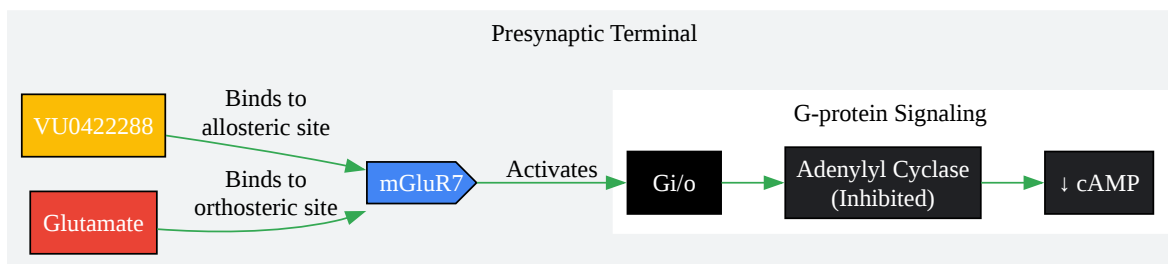 Presynaptic Terminal
VU0422288
Binds to
allosteric site
Glutamate
Binds to
orthosteric site
mGluR7
Activates
G-protein Signaling
Gi/o
Adenylyl Cyclase
(Inhibited)
↓ cAMP